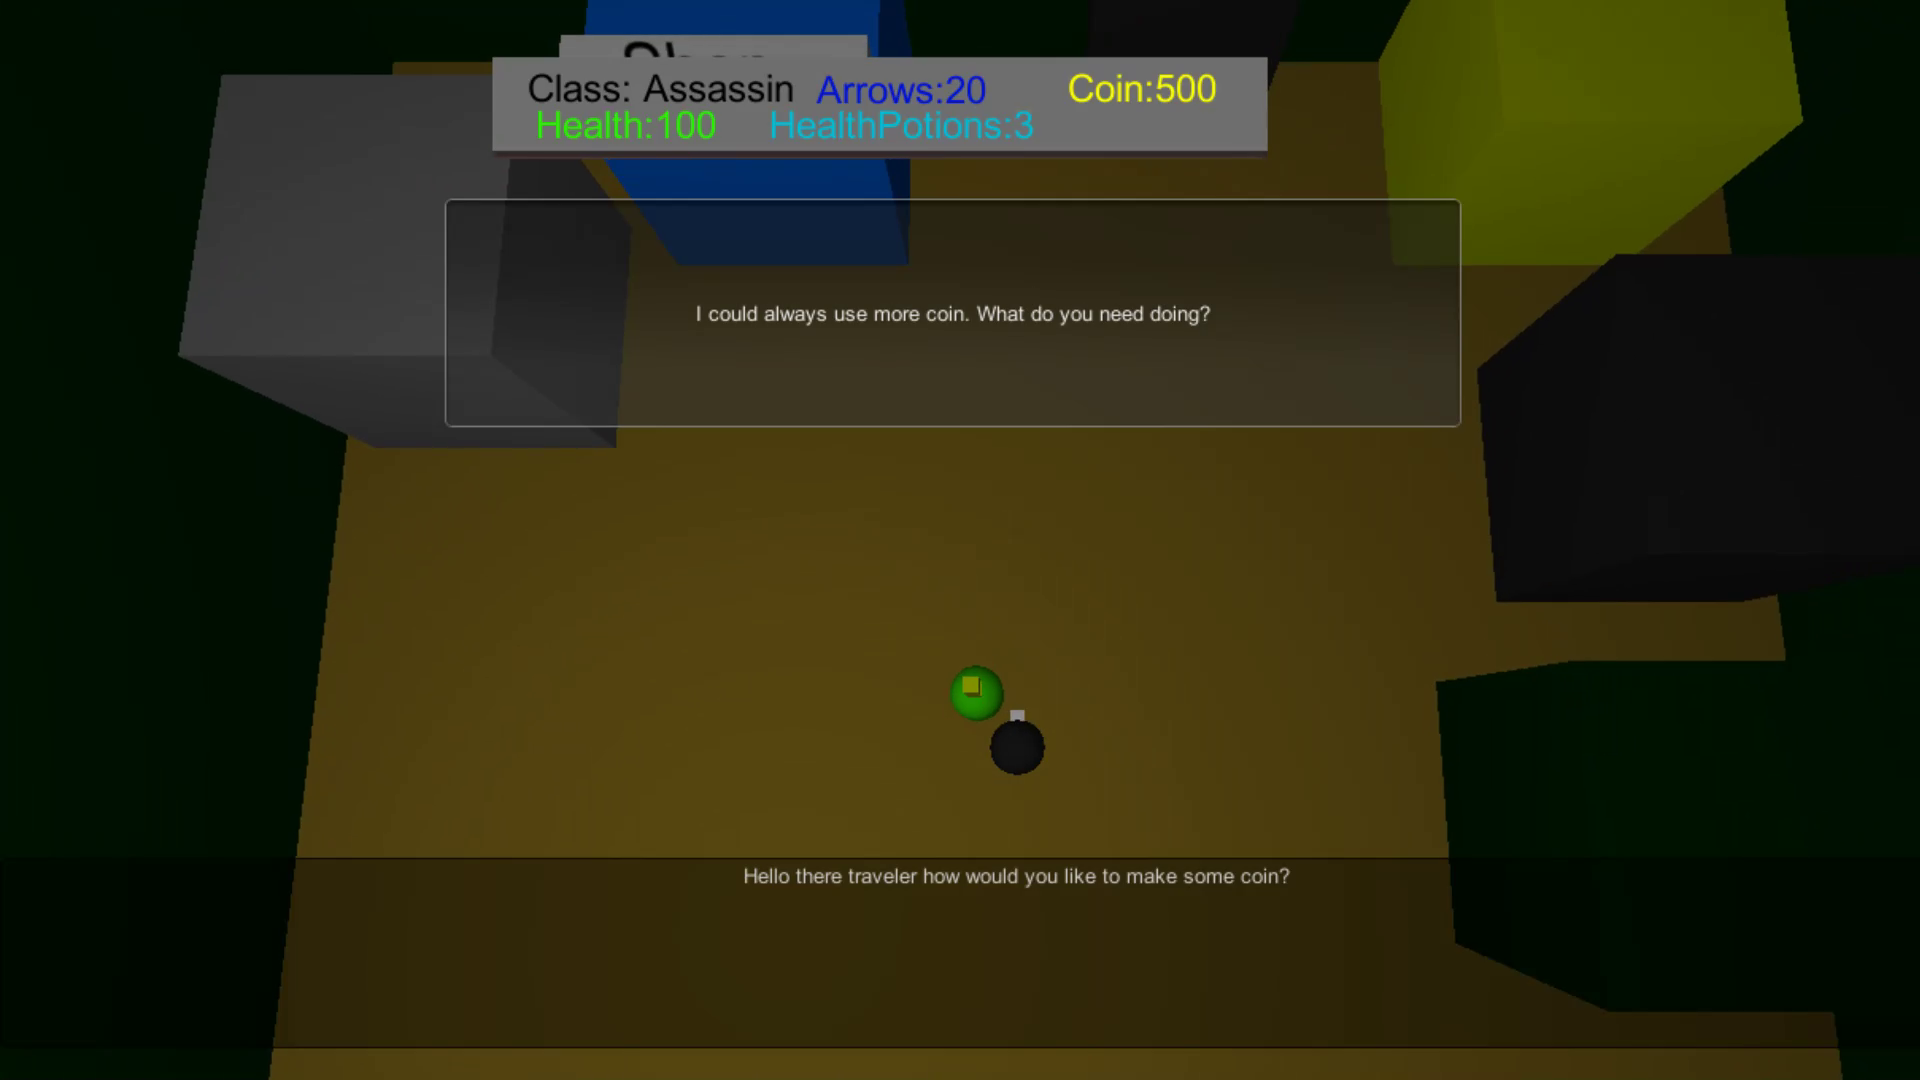 Class: Assassin Arrows:20 Coin:500
Health:100 HealthPotions:3
I could always use more coin. What do you need doing?
Hello there traveler how would you like to make some coin?